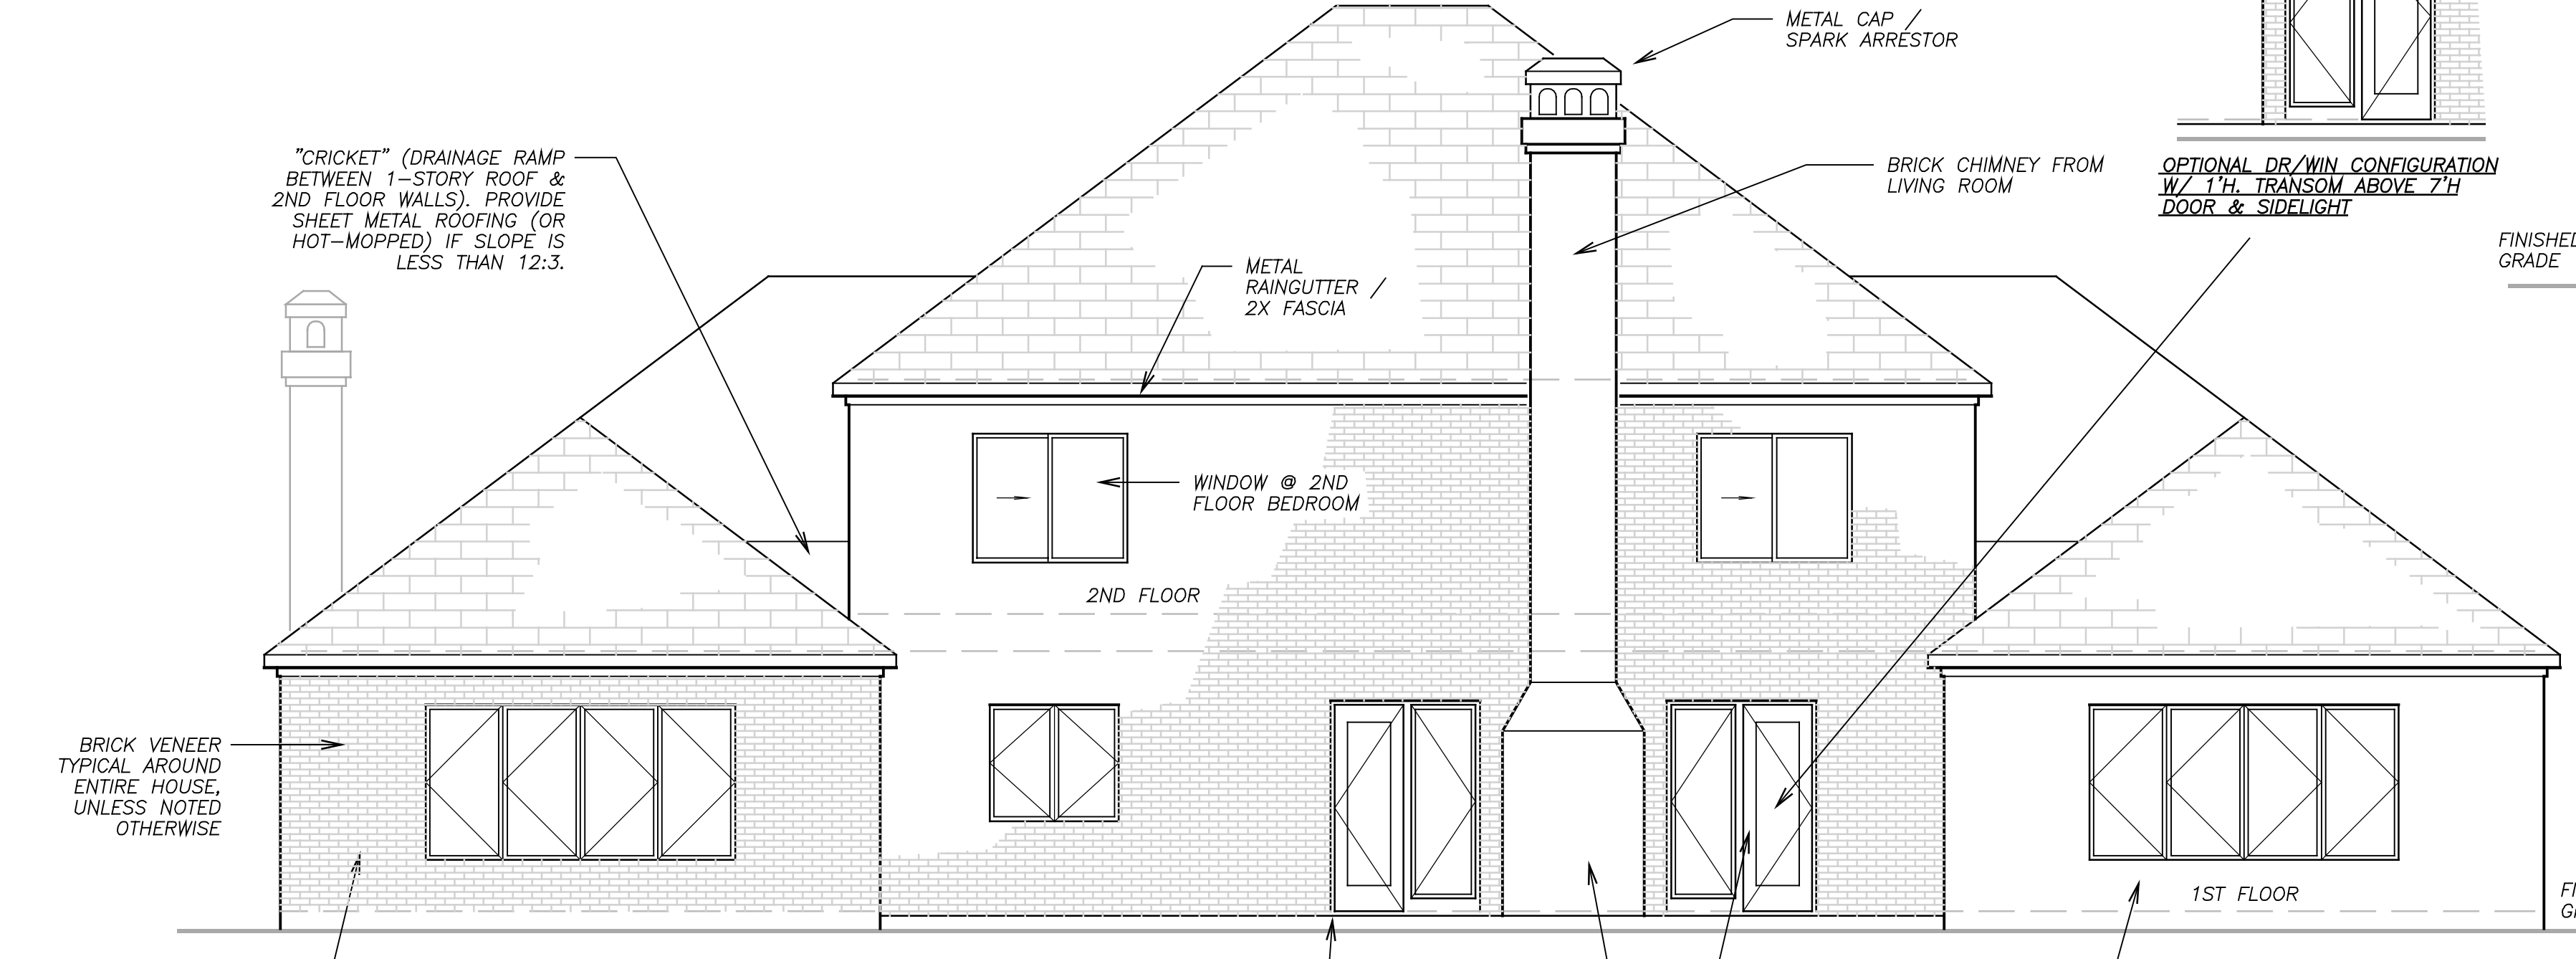 METAL CAP /
SPARK ARRESTOR
"CRICKET" (DRAINAGE RAMP
BETWEEN 1-STORY ROOF &
2ND FLOOR WALLS). PROVIDE
SHEET METAL ROOFING (OR
HOT-MOPPED) IF SLOPE IS
LESS THAN 12:3.
BRICK CHIMNEY FROM
LIVING ROOM
OPTIONAL DR/WIN CONFIGURATION
W/ 1'H. TRANSOM ABOVE 7'H
DOOR & SIDELIGHT
FINISHED
GRADE
METAL
RAINGUTTER /
2X FASCIA
WINDOW @ 2ND
FLOOR BEDROOM
2ND FLOOR
BRICK VENEER
TYPICAL AROUND
ENTIRE HOUSE,
UNLESS NOTED
OTHERWISE
1ST FLOOR